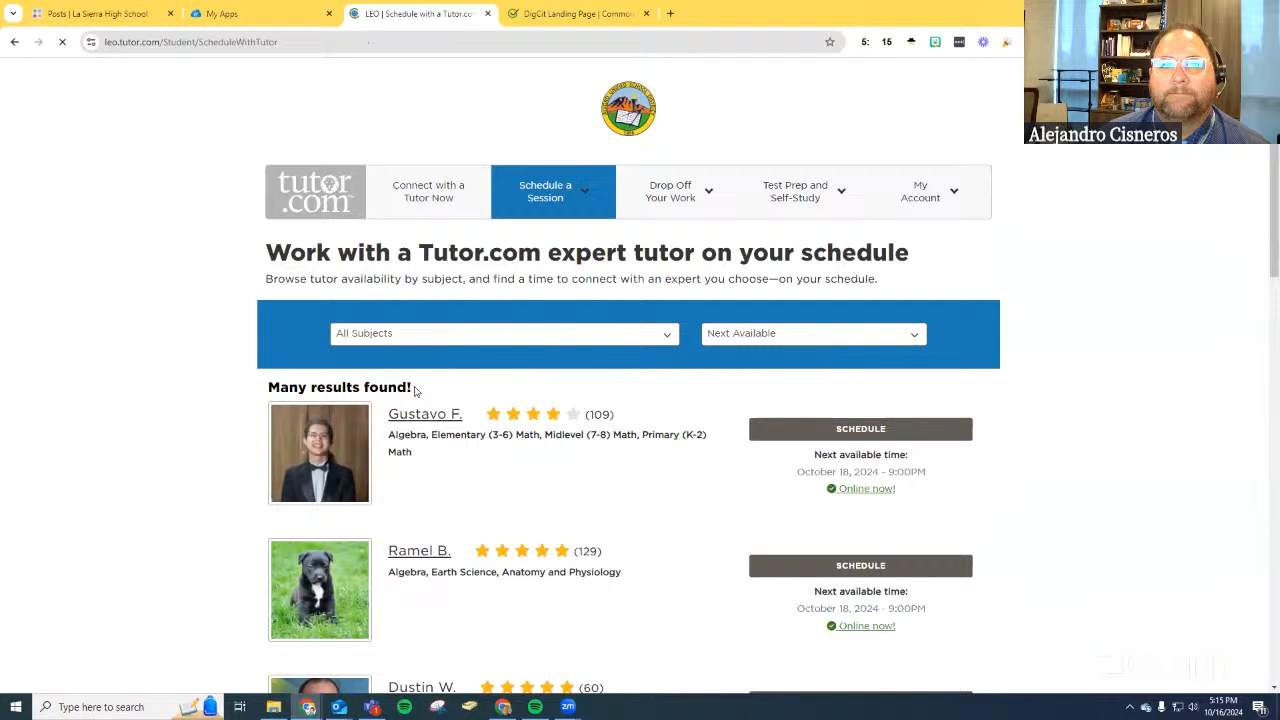 Posts | La Sierra High School
My Apps
LEO | Schedule with a Tutor.com
DigCit Landing Page | Common
leo.tutor.com/Student/ScheduleWithTutor
5:
15
Alejandro Cisneros
tutor
.com
Connect with a
Tutor Now
Schedule a
Session
Drop Off
Your Work
Test Prep and
Self-Study
My
Account
Work with a Tutor.com expert tutor on your schedule
Browse tutor availability by subject, and find a time to connect with an expert you choose—on your schedule.
All Subjects
Next Available
Many results found!
Gustavo F.
(109)
Algebra, Elementary (3-6) Math, Midlevel (7-8) Math, Primary (K-2)
Math
SCHEDULE
Next available time:
October 18, 2024 - 9:00PM
Online now!
Ramel B.
(129)
Algebra, Earth Science, Anatomy and Physiology
SCHEDULE
Next available time:
October 18, 2024 - 9:00PM
Online now!
Dustin W.
(60)
Type here to search
5:15 PM
10/16/2024